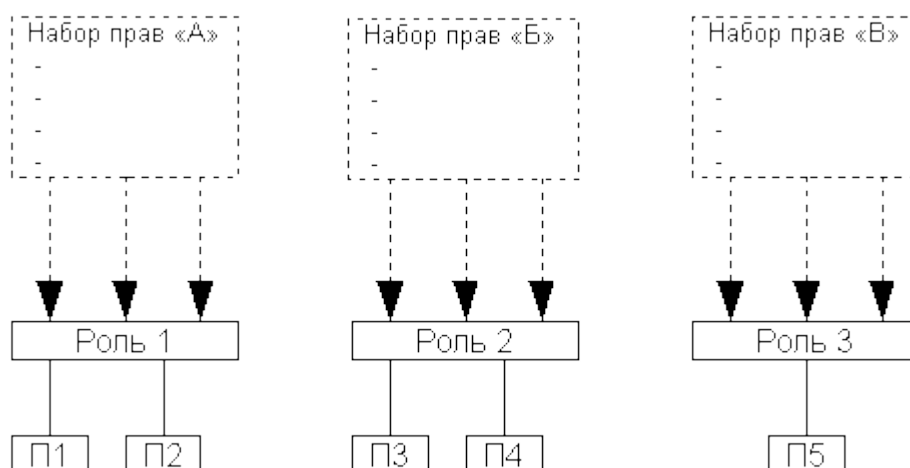 Набор прав «А»
-
-
-
-
Набор прав «Б»
-
-
-
-
Набор прав «В»
-
-
-
-
Роль 1
Роль 2
Роль 3
П1
П2
П3
П4
П5